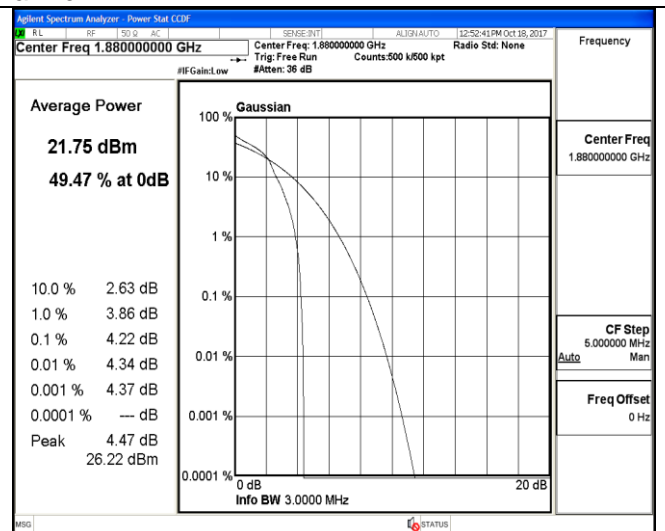 Agilent Spectrum Analyzer - Power Stat CCDF
RL RF 50 Ω AC SENSE:INT ALIGNAUTO 12:52:41PM Oct 18, 2017
Center Freq 1.880000000 GHz
Center Freq: 1.880000000 GHz Radio Std: None
Trig: Free Run Counts:500 k/500 kpt
#IFGain:Low #Atten: 36 dB
Frequency
Average Power
21.75 dBm
49.47 % at 0dB
10.0 % 2.63 dB
1.0 % 3.86 dB
0.1 % 4.22 dB
0.01 % 4.34 dB
0.001 % 4.37 dB
0.0001 % --- dB
Peak 4.47 dB
26.22 dBm
Gaussian
100 %
10 %
1 %
0.1 %
0.01 %
0.001 %
0.0001 %
0 dB 20 dB
Info BW 3.0000 MHz
Center Freq
1.880000000 GHz
CF Step
5.000000 MHz
Auto Man
Freq Offset
0 Hz
MSG STATUS